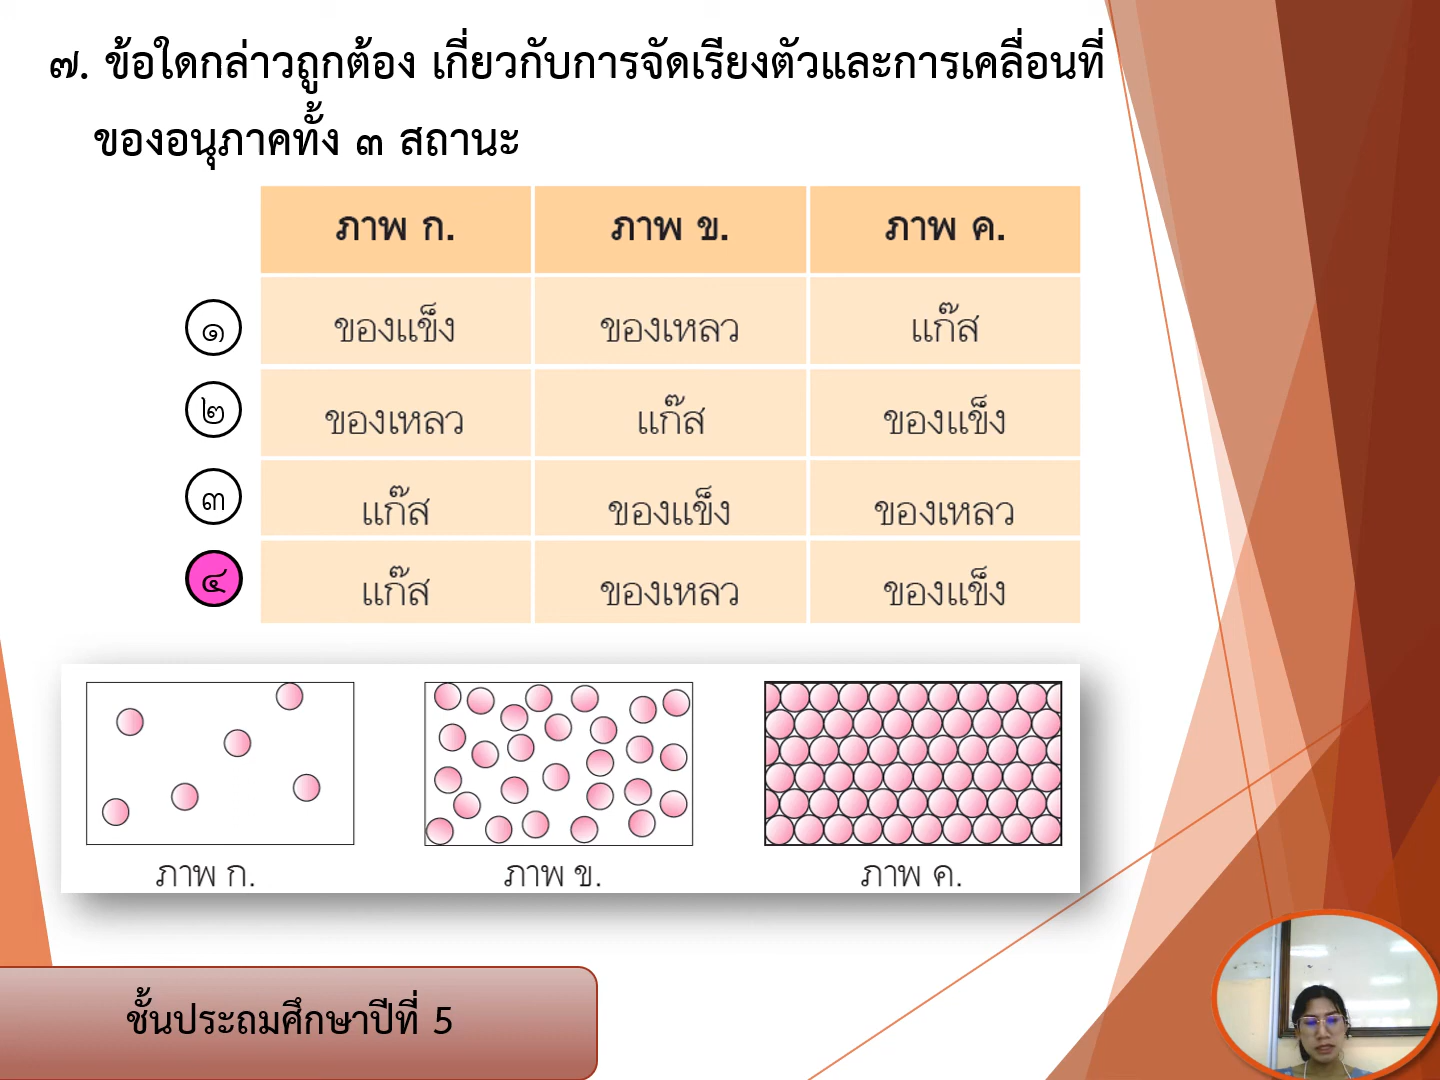 ๗. ข้อใดกล่าวถูกต้อง เกี่ยวกับการจัดเรียงตัวและการเคลื่อนที่
ของอนุภาคทั้ง ๓ สถานะ
ภาพ ก. ภาพ ข. ภาพ ค.
๑ ของแข็ง ของเหลว แก๊ส
๒ ของเหลว แก๊ส ของแข็ง
๓ แก๊ส ของแข็ง ของเหลว
๔ แก๊ส ของเหลว ของแข็ง
ภาพ ก. ภาพ ข. ภาพ ค.
ชั้นประถมศึกษาปีที่ 5